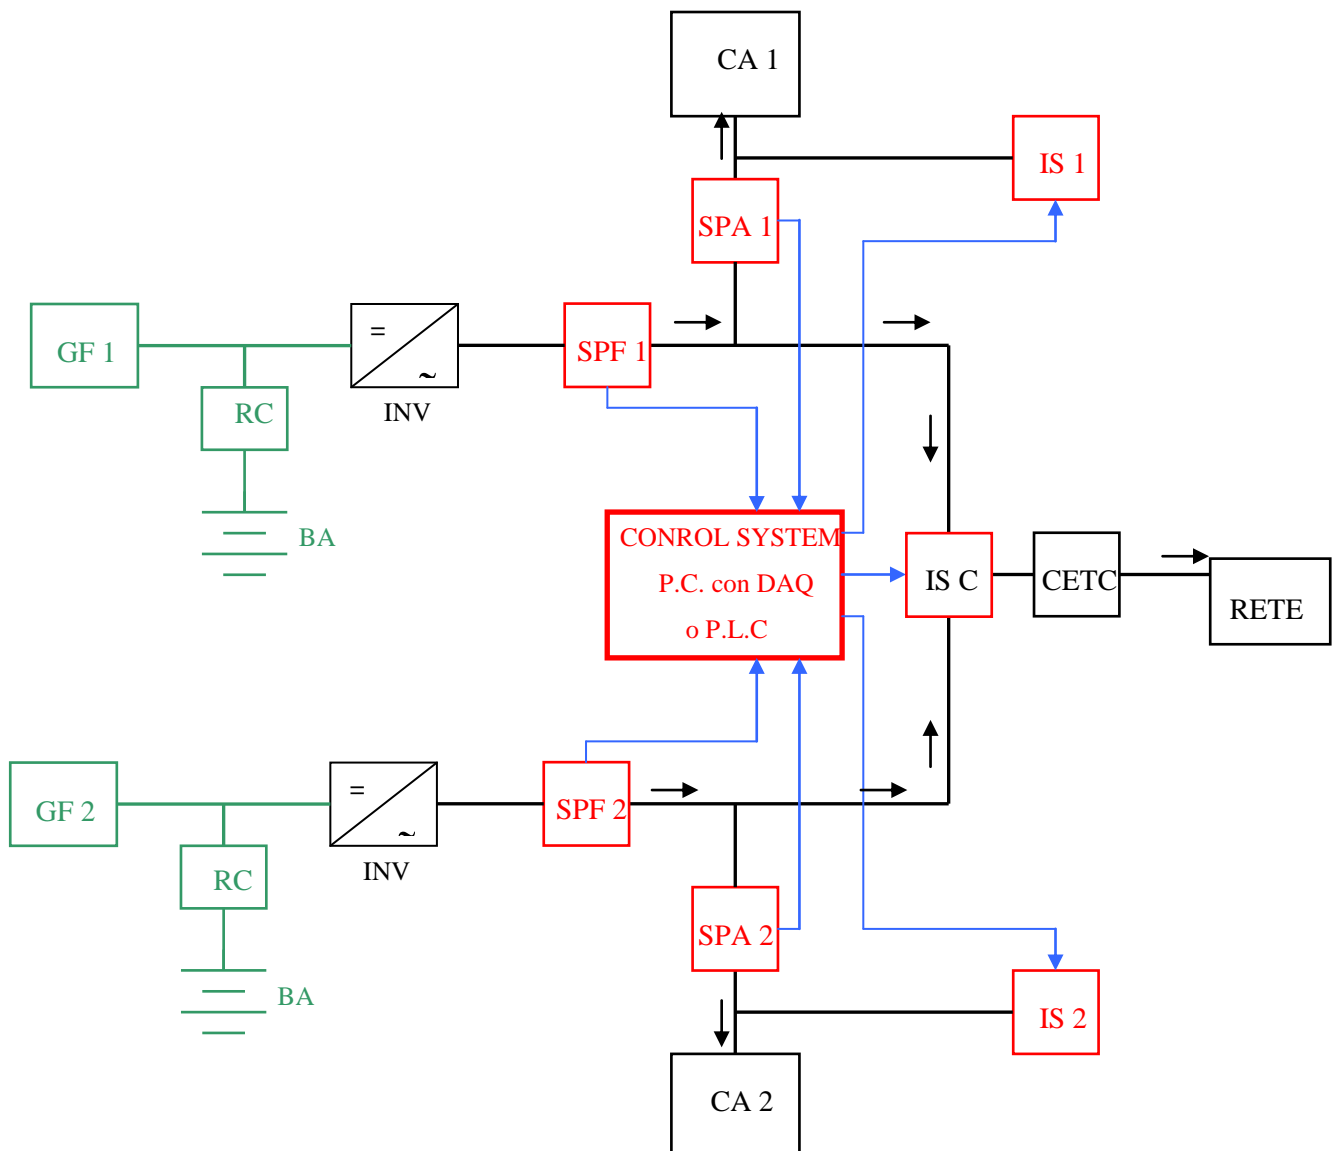 CA 1
IS 1
SPA 1
GF 1
=
~
SPF 1
RC
INV
BA
CONROL SYSTEM
P.C. con DAQ
o P.L.C
IS C
CETC
RETE
GF 2
=
~
SPF 2
RC
INV
SPA 2
BA
IS 2
CA 2